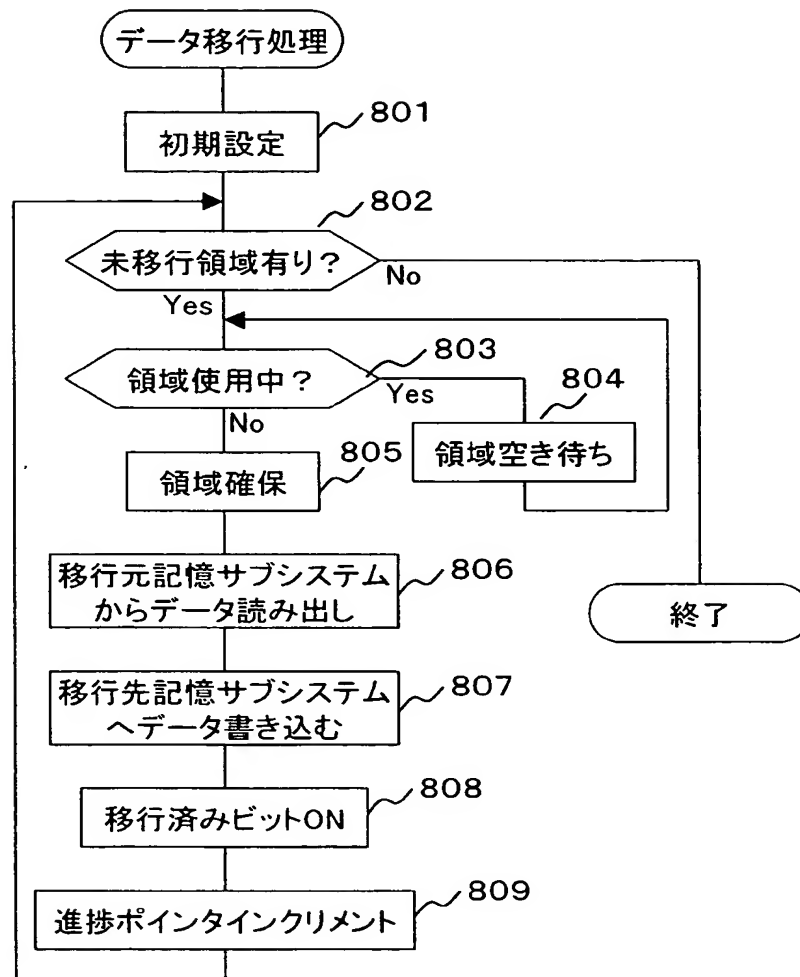 データ移行処理
801
初期設定
802
未移行領域有り？
No
Yes
803
領域使用中？
Yes
804
No
領域空き待ち
805
領域確保
移行元記憶サブシステム
からデータ読み出し
806
終了
移行先記憶サブシステム
へデータ書き込む
807
移行済みビットON
808
進捗ポインタインクリメント
809